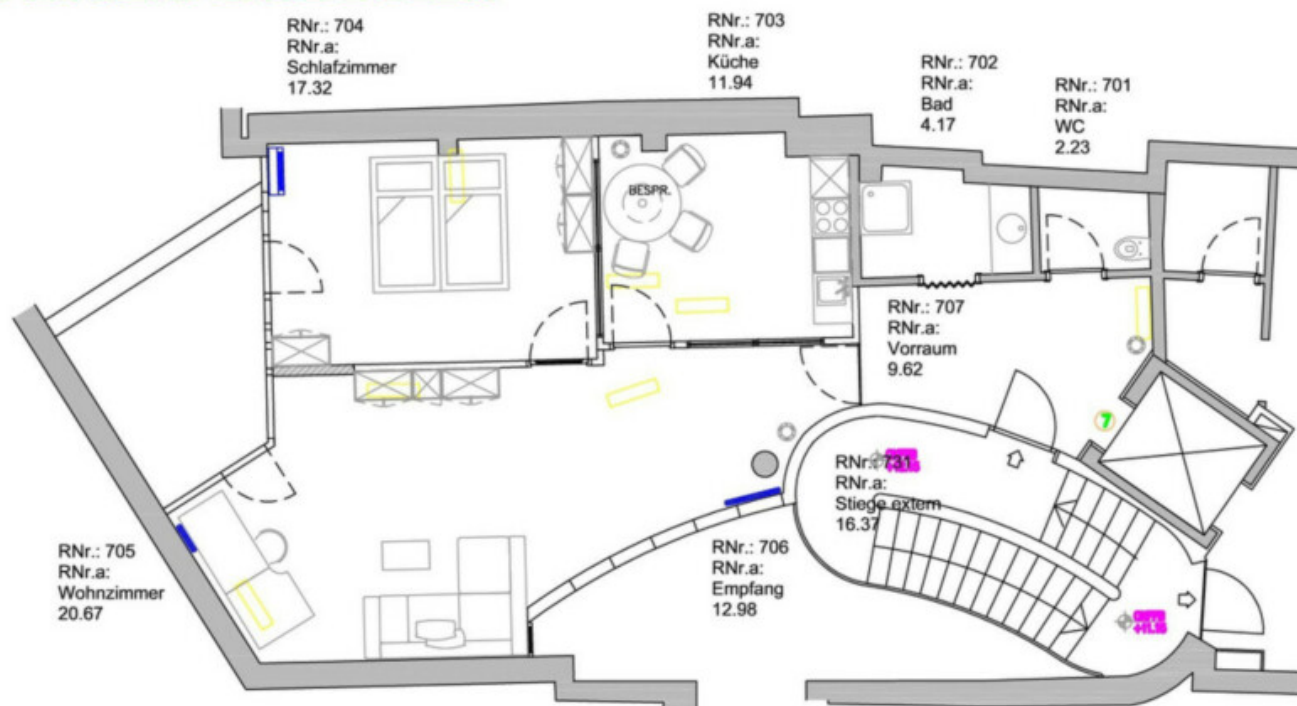 RNr.: 704
RNr.a:
Schlafzimmer
17.32
RNr.: 703
RNr.a:
Küche
11.94
RNr.: 702
RNr.a:
Bad
4.17
RNr.: 701
RNr.a:
WC
2.23
BESPR.
RNr.: 707
RNr.a:
Vorraum
9.62
7
RNr.: 731
RNr.a:
Stiege extern
16.37
RNr.: 705
RNr.a:
Wohnzimmer
20.67
RNr.: 706
RNr.a:
Empfang
12.98